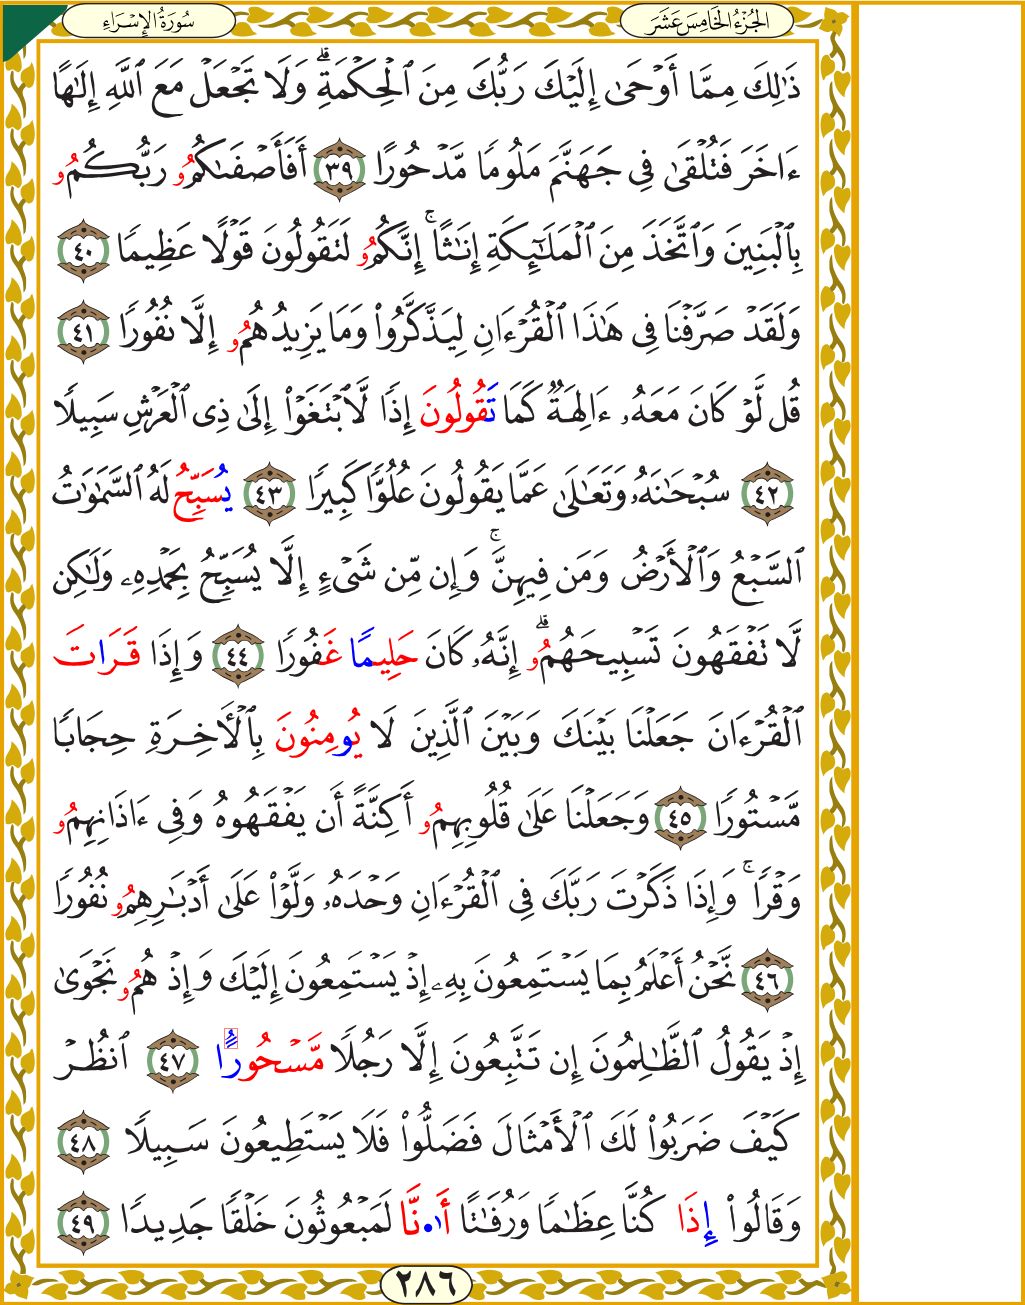 الجُزْءُ الخَامِسَ عَشَرَ
سُورَةُ الإِسْرَاءِ
ذَٰلِكَ مِمَّا أَوْحَىٰ إِلَيْكَ رَبُّكَ مِنَ ٱلْحِكْمَةِ ۗ وَلَا تَجْعَلْ مَعَ ٱللَّهِ إِلَٰهًا
ءَاخَرَ فَتُلْقَىٰ فِى جَهَنَّمَ مَلُومًا مَّدْحُورًا ٣٩ أَفَأَصْفَىٰكُمُو رَبُّكُمُو
بِٱلْبَنِينَ وَٱتَّخَذَ مِنَ ٱلْمَلَٰٓئِكَةِ إِنَٰثًا ۚ إِنَّكُمُو لَتَقُولُونَ قَوْلًا عَظِيمًا ٤٠
وَلَقَدْ صَرَّفْنَا فِى هَٰذَا ٱلْقُرْءَانِ لِيَذَّكَّرُوا۟ وَمَا يَزِيدُهُمُو إِلَّا نُفُورًا ٤١
قُل لَّوْ كَانَ مَعَهُۥ ءَالِهَةٌ كَمَا تَقُولُونَ إِذًا لَّٱبْتَغَوْا۟ إِلَىٰ ذِى ٱلْعَرْشِ سَبِيلًا
٤٢ سُبْحَٰنَهُۥ وَتَعَٰلَىٰ عَمَّا يَقُولُونَ عُلُوًّا كَبِيرًا ٤٣ يُسَبِّحُ لَهُ ٱلسَّمَٰوَٰتُ
ٱلسَّبْعُ وَٱلْأَرْضُ وَمَن فِيهِنَّ ۚ وَإِن مِّن شَىْءٍ إِلَّا يُسَبِّحُ بِحَمْدِهِۦ وَلَٰكِن
لَّا تَفْقَهُونَ تَسْبِيحَهُمُو ۗ إِنَّهُۥ كَانَ حَلِيمًا غَفُورًا ٤٤ وَإِذَا قَرَاتَ
ٱلْقُرْءَانَ جَعَلْنَا بَيْنَكَ وَبَيْنَ ٱلَّذِينَ لَا يُومِنُونَ بِٱلْأَخِرَةِ حِجَابًا
مَّسْتُورًا ٤٥ وَجَعَلْنَا عَلَىٰ قُلُوبِهِمُو أَكِنَّةً أَن يَفْقَهُوهُ وَفِى ءَاذَانِهِمُو
وَقْرًا ۚ وَإِذَا ذَكَرْتَ رَبَّكَ فِى ٱلْقُرْءَانِ وَحْدَهُۥ وَلَّوْا۟ عَلَىٰ أَدْبَٰرِهِمُو نُفُورًا
٤٦ نَّحْنُ أَعْلَمُ بِمَا يَسْتَمِعُونَ بِهِۦٓ إِذْ يَسْتَمِعُونَ إِلَيْكَ وَإِذْ هُمُو نَجْوَىٰ
إِذْ يَقُولُ ٱلظَّٰلِمُونَ إِن تَتَّبِعُونَ إِلَّا رَجُلًا مَّسْحُورًاُ ٤٧ ٱنظُرْ
كَيْفَ ضَرَبُوا۟ لَكَ ٱلْأَمْثَالَ فَضَلُّوا۟ فَلَا يَسْتَطِيعُونَ سَبِيلًا ٤٨
وَقَالُوا۟ إِذَا كُنَّا عِظَٰمًا وَرُفَٰتًا أَا۟نَّا لَمَبْعُوثُونَ خَلْقًا جَدِيدًا ٤٩
٢٨٦